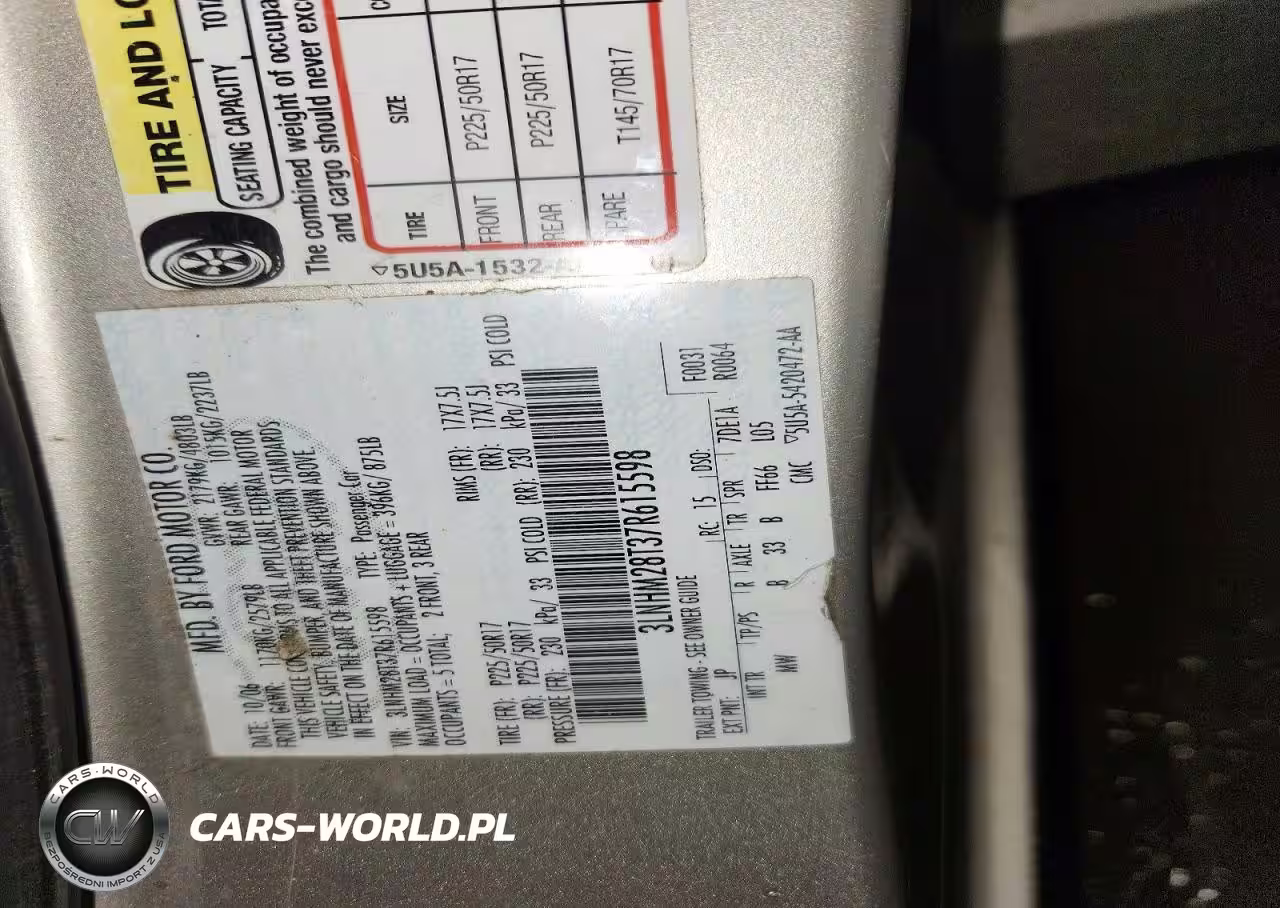 TIRE AND LO
SEATING CAPACITY
The combined weight of occupa
and cargo should never exc
TIRE SIZE
FRONT P225/50R17
REAR P225/50R17
SPARE T145/70R17
5U5A-1532-
MFD. BY FORD MOTOR CO.
DATE: 10/06 GVWR: 2179KG/4803LB
FRONT GAWR: 1170KG/2579LB REAR GAWR: 1015KG/2237LB
THIS VEHICLE CONFORMS TO ALL APPLICABLE FEDERAL MOTOR
VEHICLE SAFETY, BUMPER, AND THEFT PREVENTION STANDARDS
IN EFFECT ON THE DATE OF MANUFACTURE SHOWN ABOVE
VIN: 3LNHM28T37R615598 TYPE: Passenger Car
MAXIMUM LOAD = OCCUPANTS + LUGGAGE = 396KG/ 875LB
OCCUPANTS = 5 TOTAL; 2 FRONT, 3 REAR
TIRE (FR): P225/50R17 RIMS (FR): 17X7.5J
(RR): P225/50R17 (RR): 17X7.5J
PRESSURE (FR): 230 kPa/ 33 PSI COLD (RR): 230 kPa/ 33 PSI COLD
3LNHM28T37R615598
F0031
R0064
TRAILER TOWING - SEE OWNER GUIDE RC: 15 DSO:
EXT PNT: JP R AXLE TR SPR 7DE1A
INT TR TP/PS B 33 B FF66 L05
MW CMC ▽5U5A-5420472-AA
CARS-WORLD
CW
BEZPOŚREDNI IMPORT Z USA
CARS-WORLD.PL